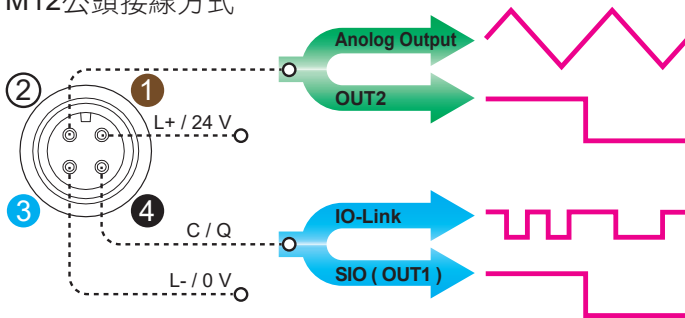 M12公頭接線方式
Anolog Output
2
1
OUT2
L+ / 24 V
3
4
IO-Link
C / Q
SIO ( OUT1 )
L- / 0 V